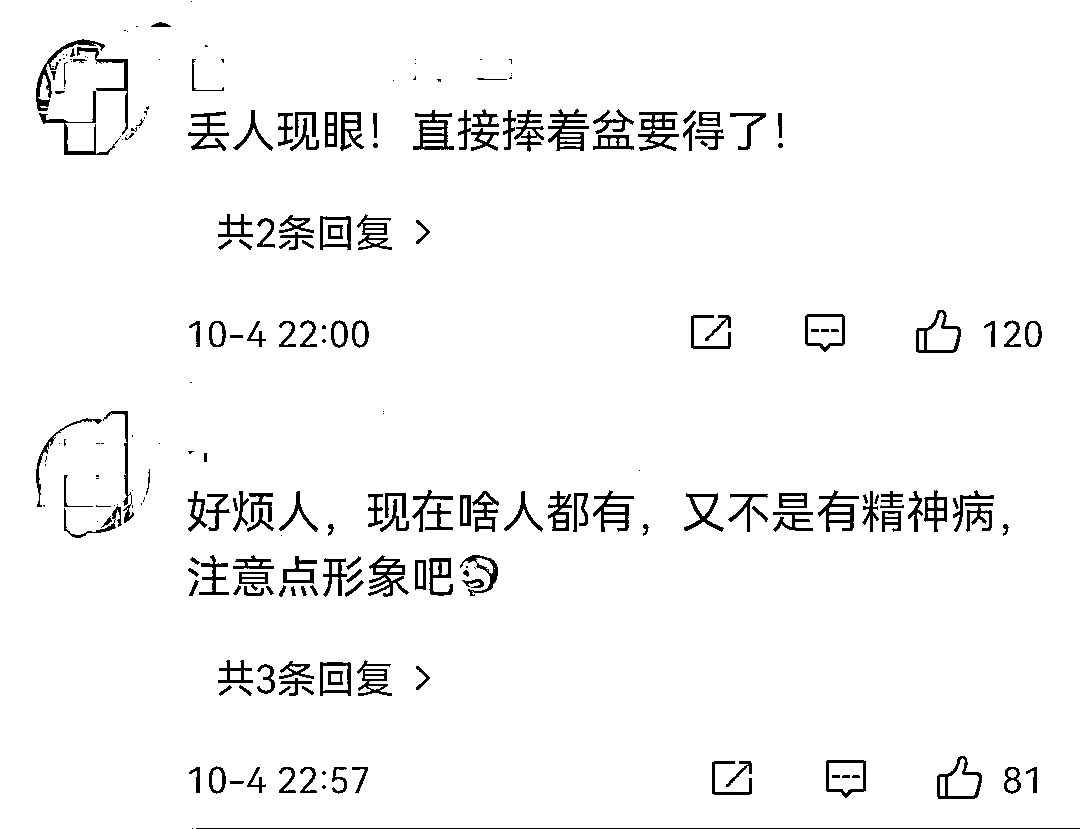 丢人现眼！直接捧着盆要得了！
共2条回复 >
10-4 22:00
120
好烦人，现在啥人都有，又不是有精神病，
注意点形象吧
共3条回复 >
10-4 22:57
81